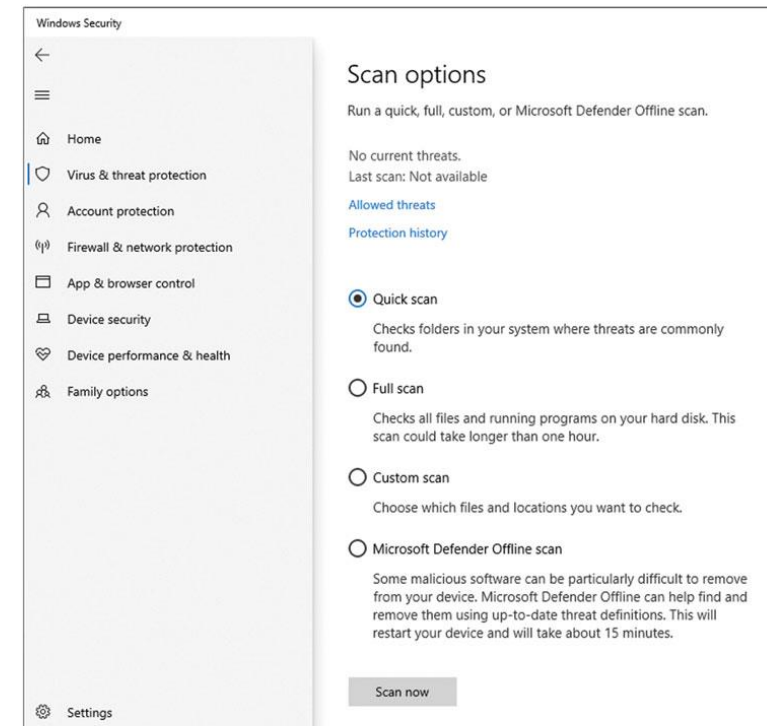 Windows Security
Home
Virus & threat protection
Account protection
Firewall & network protection
App & browser control
Device security
Device performance & health
Family options
Settings
Scan options
Run a quick, full, custom, or Microsoft Defender Offline scan.
No current threats.
Last scan: Not available
Allowed threats
Protection history
Quick scan
Checks folders in your system where threats are commonly
found.
Full scan
Checks all files and running programs on your hard disk. This
scan could take longer than one hour.
Custom scan
Choose which files and locations you want to check.
Microsoft Defender Offline scan
Some malicious software can be particularly difficult to remove
from your device. Microsoft Defender Offline can help find and
remove them using up-to-date threat definitions. This will
restart your device and will take about 15 minutes.
Scan now